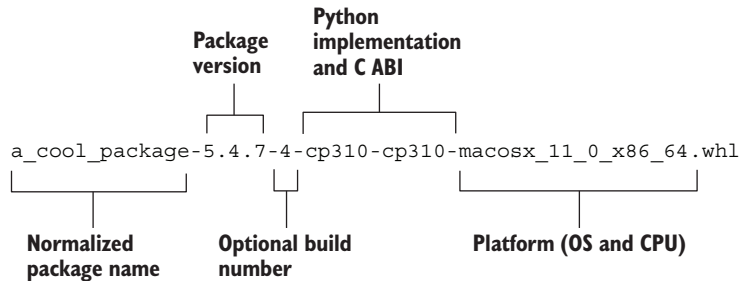 Python
implementation
and C ABI
Package
version
a_cool_package-5.4.7-4-cp310-cp310-macosx_11_0_x86_64.whl
Normalized
package name
Optional build
number
Platform (OS and CPU)